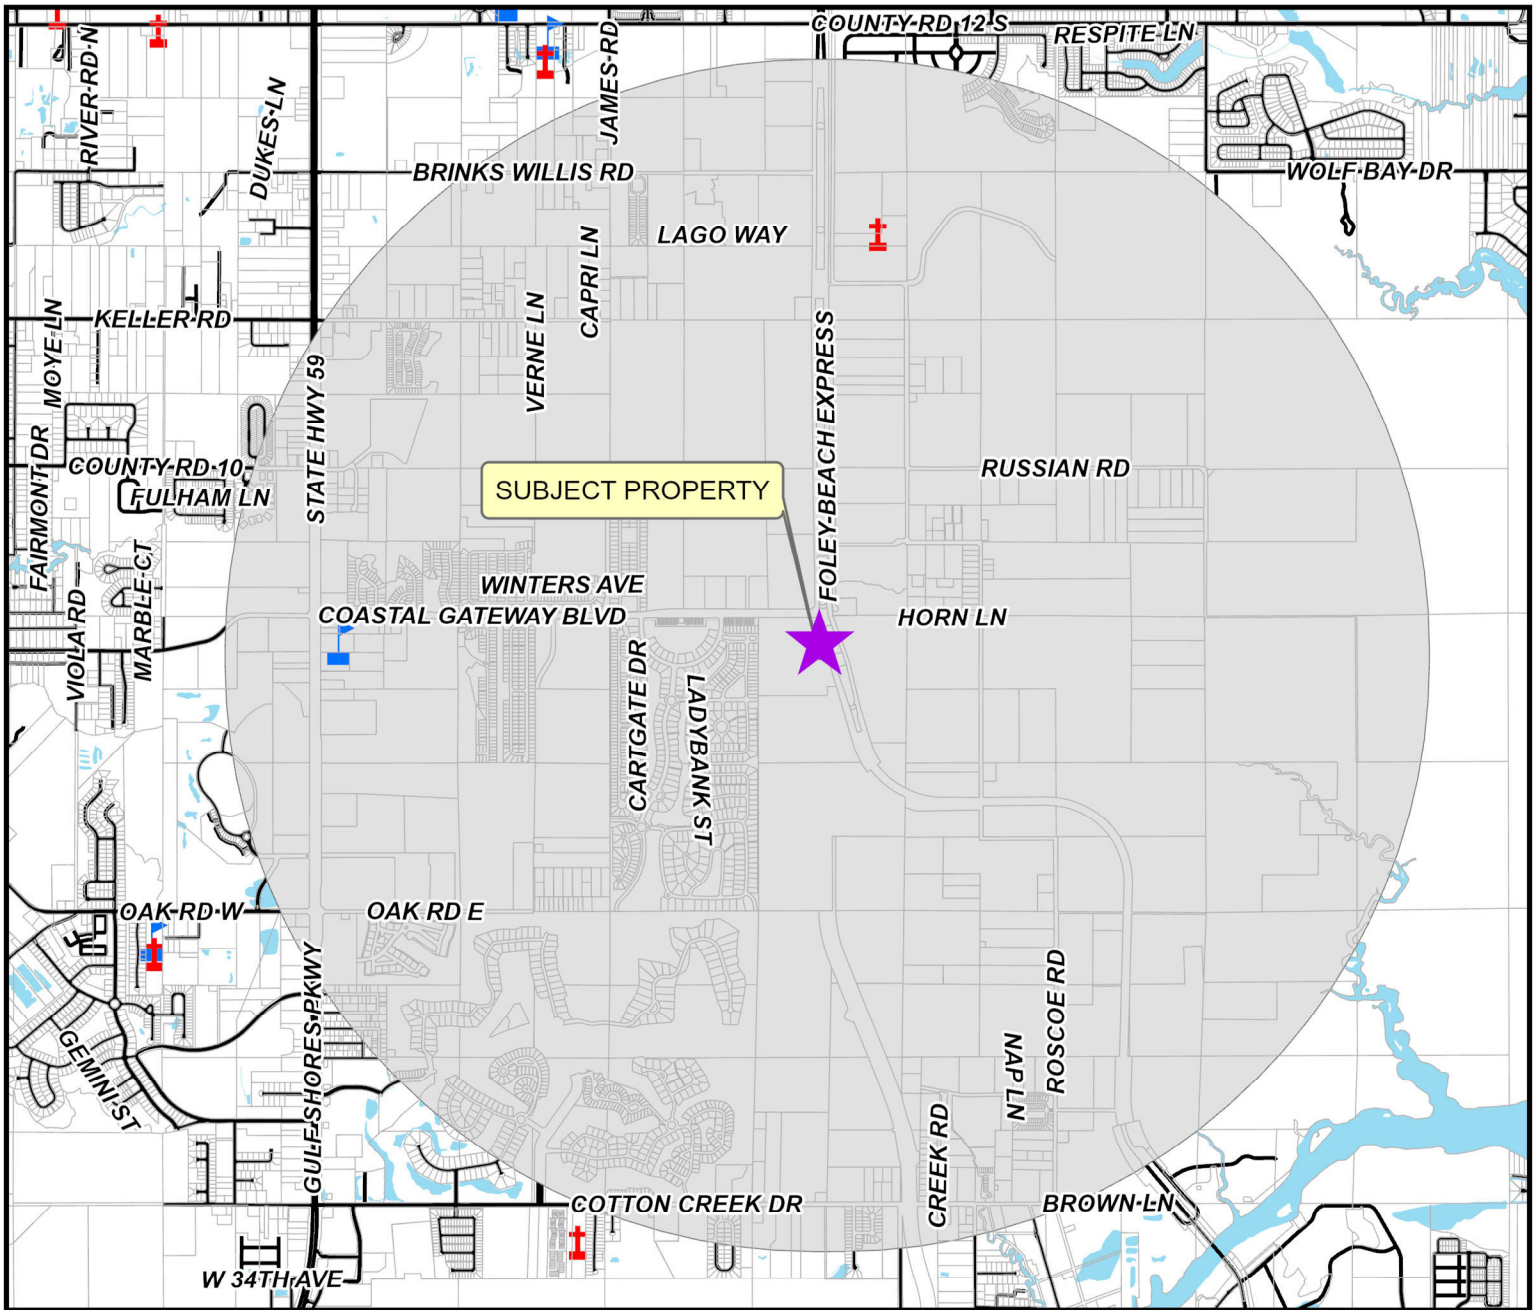 COUNTY RD 12 S
RESPITE LN
RIVER RD N
JAMES RD
DUKES LN
BRINKS WILLIS RD
WOLF BAY DR
LAGO WAY
CAPRI LN
KELLER RD
MOYE LN
VERNE LN
STATE HWY 59
FOLEY BEACH EXPRESS
COUNTY RD 10
FULHAM LN
FAIRMONT DR
SUBJECT PROPERTY
RUSSIAN RD
WINTERS AVE
COASTAL GATEWAY BLVD
HORN LN
VIOLA RD
MARBLE CT
CARTGATE DR
LADYBANK ST
OAK RD W
OAK RD E
GULF SHORES PKWY
ROSCOE RD
NAP LN
GEMINI ST
CREEK RD
COTTON CREEK DR
BROWN LN
W 34TH AVE